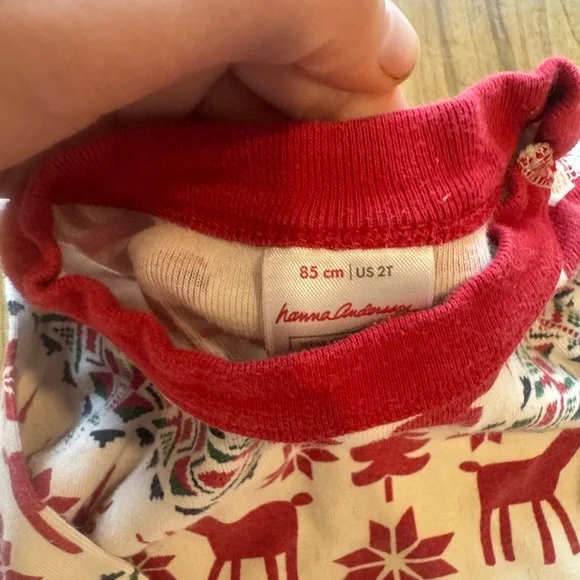 85 cm | US 2T
hanna Andersson